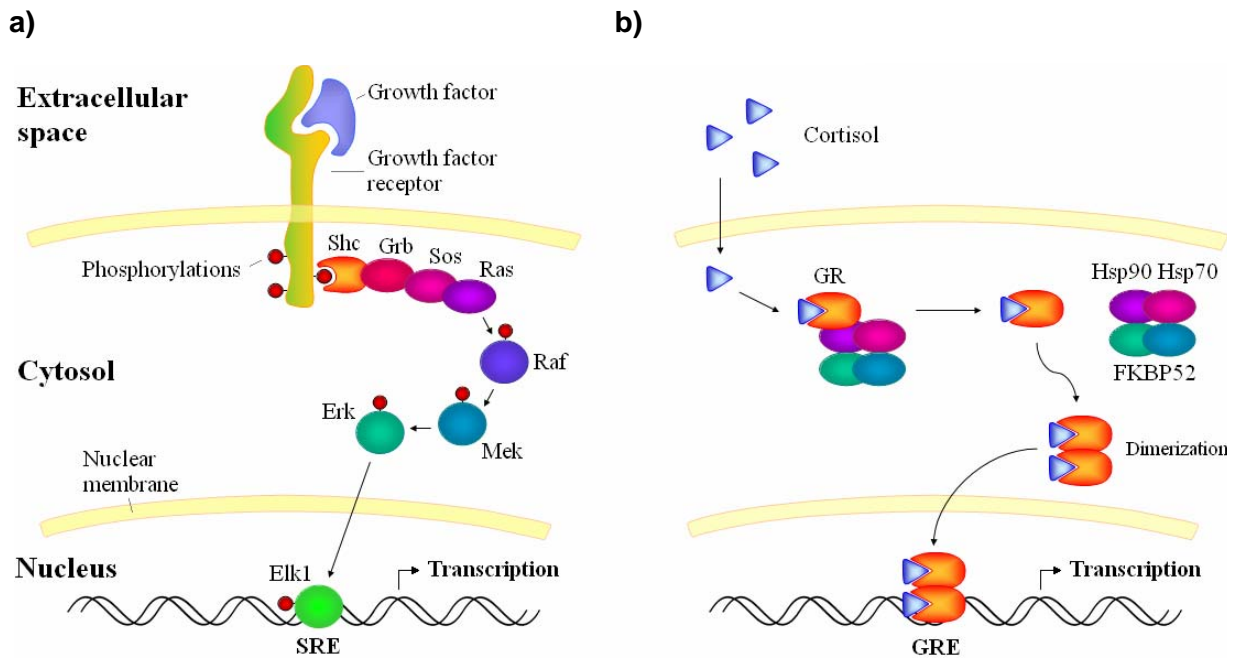 a)
Extracellular
space
Growth factor
Growth factor
receptor
Phosphorylations
Shc
Grb
Sos
Ras
Cytosol
Raf
Erk
Mek
Nuclear
membrane
Nucleus
Elk1
Transcription
SRE
b)
Cortisol
GR
Hsp90 Hsp70
FKBP52
Dimerization
Transcription
GRE